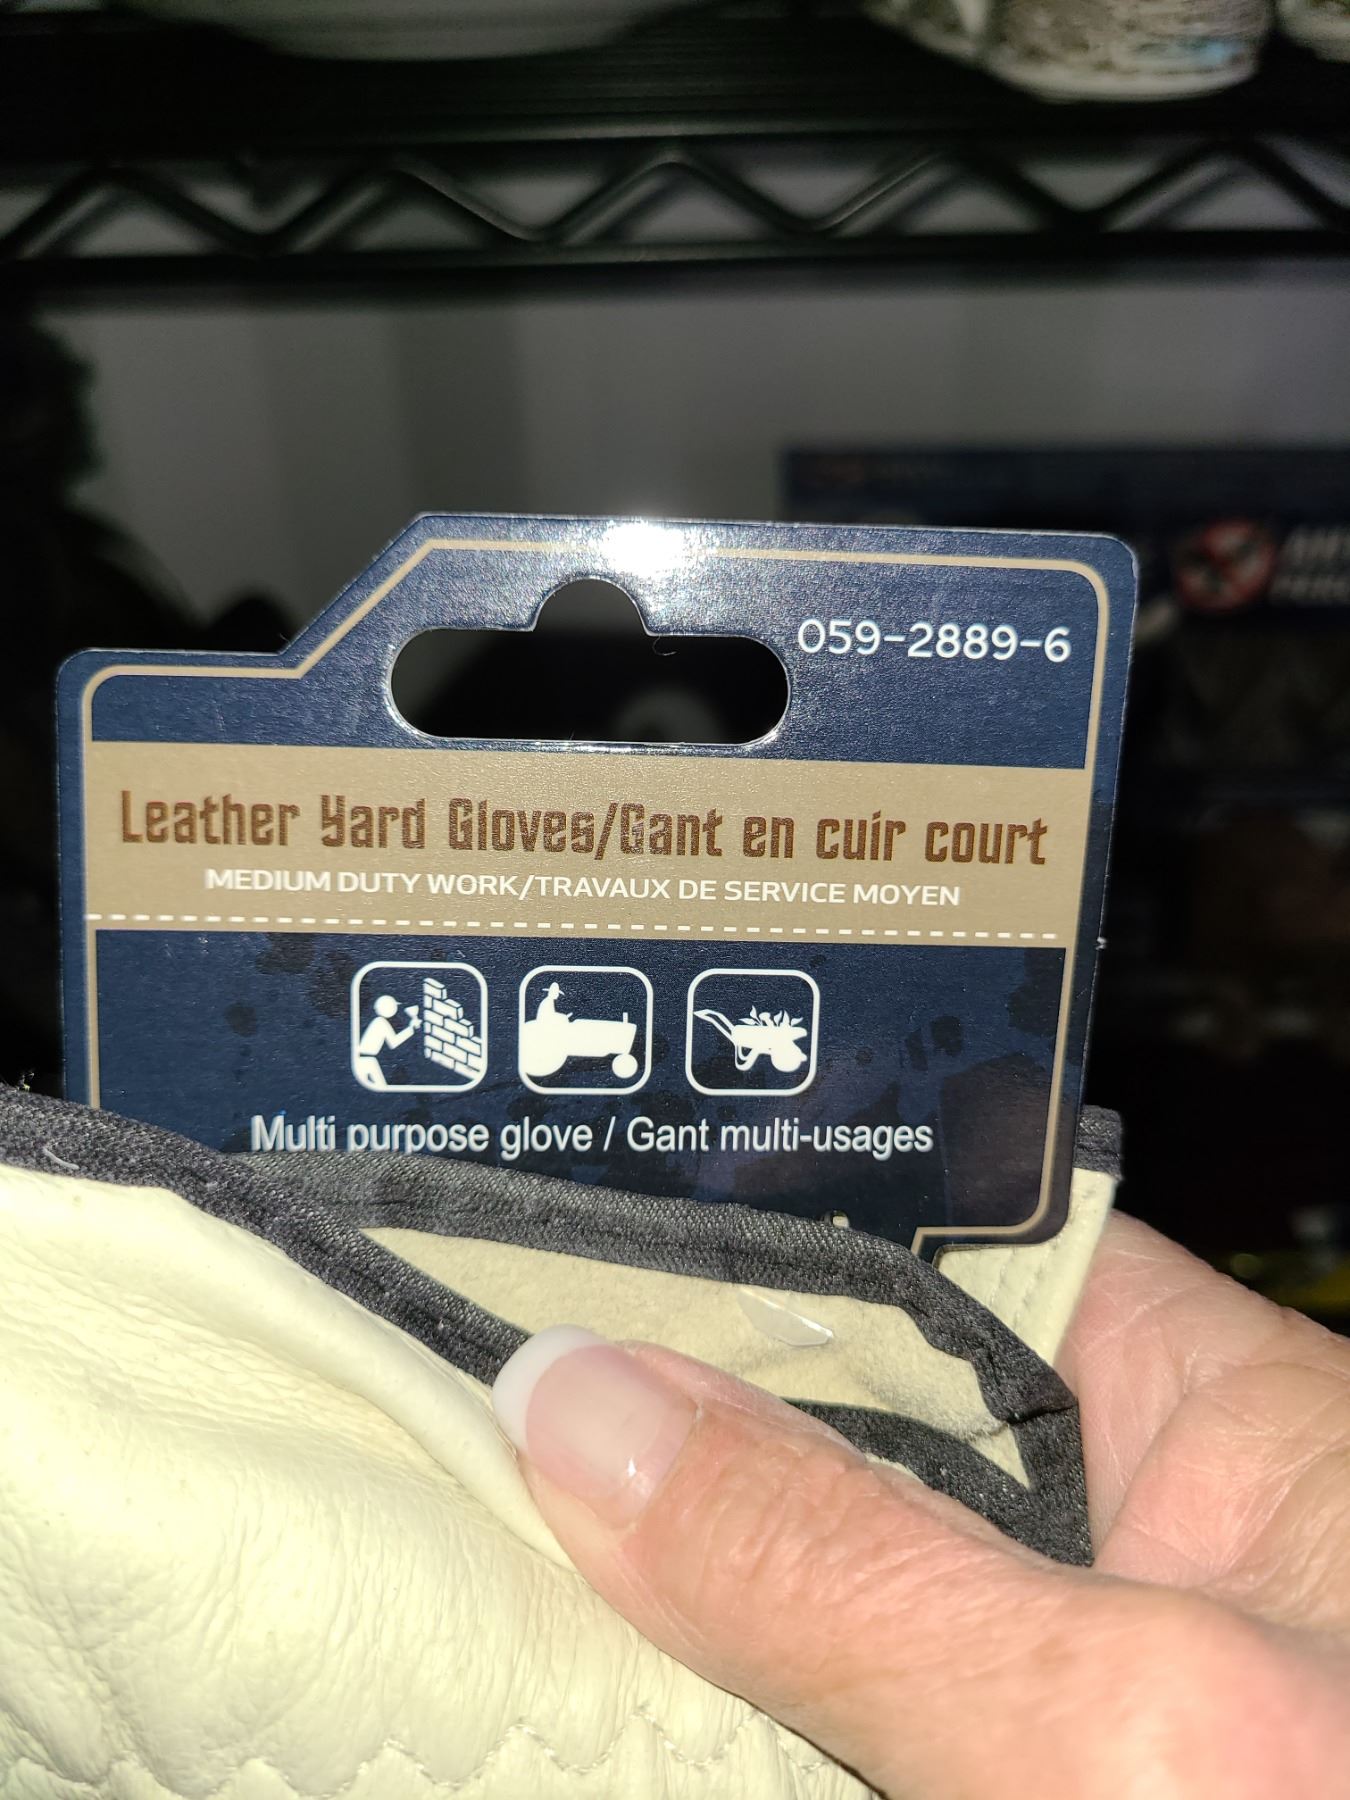 059-2889-6
Leather Yard Gloves/Gant en cuir court
MEDIUM DUTY WORK/TRAVAUX DE SERVICE MOYEN
Multi purpose glove / Gant multi-usages